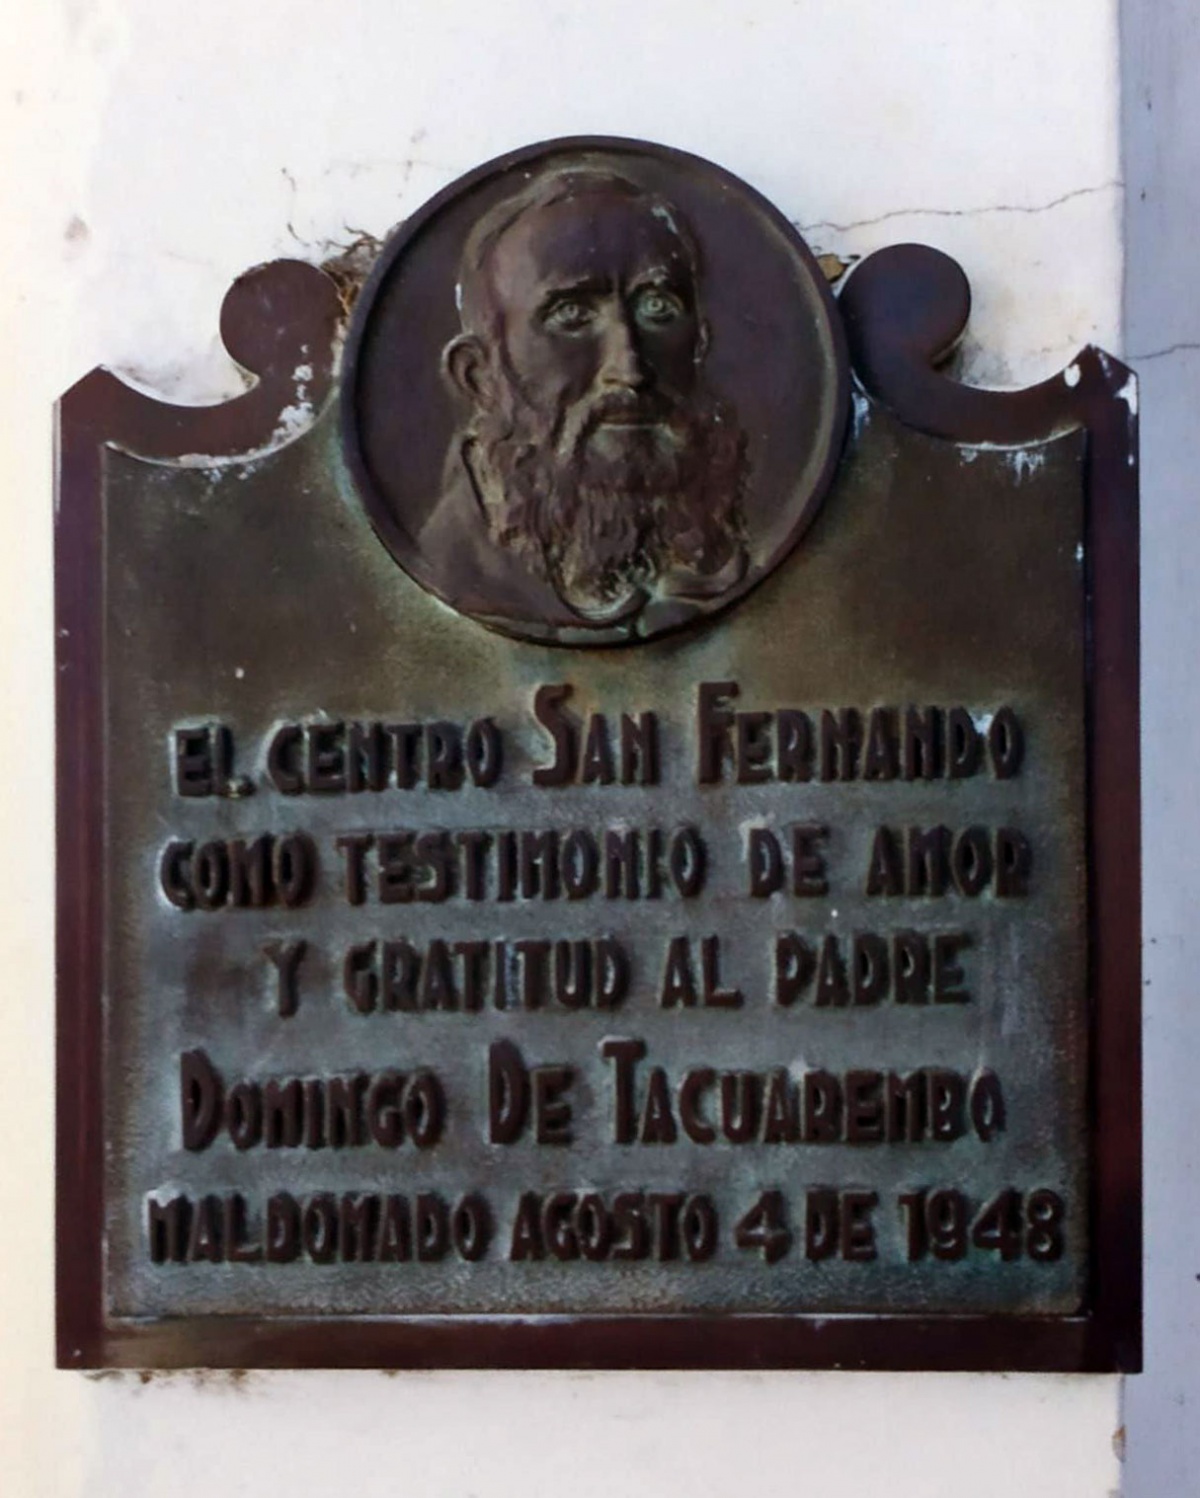 EL CENTRO SAN FERNANDO
COMO TESTIMONIO DE AMOR
Y GRATITUD AL PADRE
DOMINGO DE TACUAREMBO
MALDONADO AGOSTO 4 DE 1948